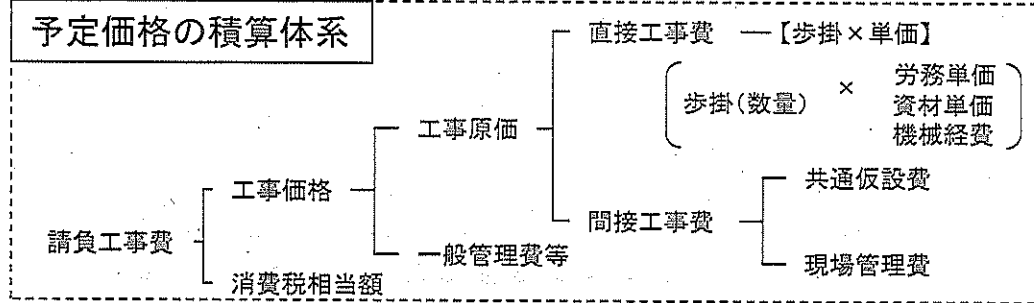 予定価格の積算体系
直接工事費 ―【歩掛×単価】
歩掛(数量) × 労務単価
資材単価
機械経費
工事原価
共通仮設費
工事価格
間接工事費
請負工事費
一般管理費等
現場管理費
消費税相当額